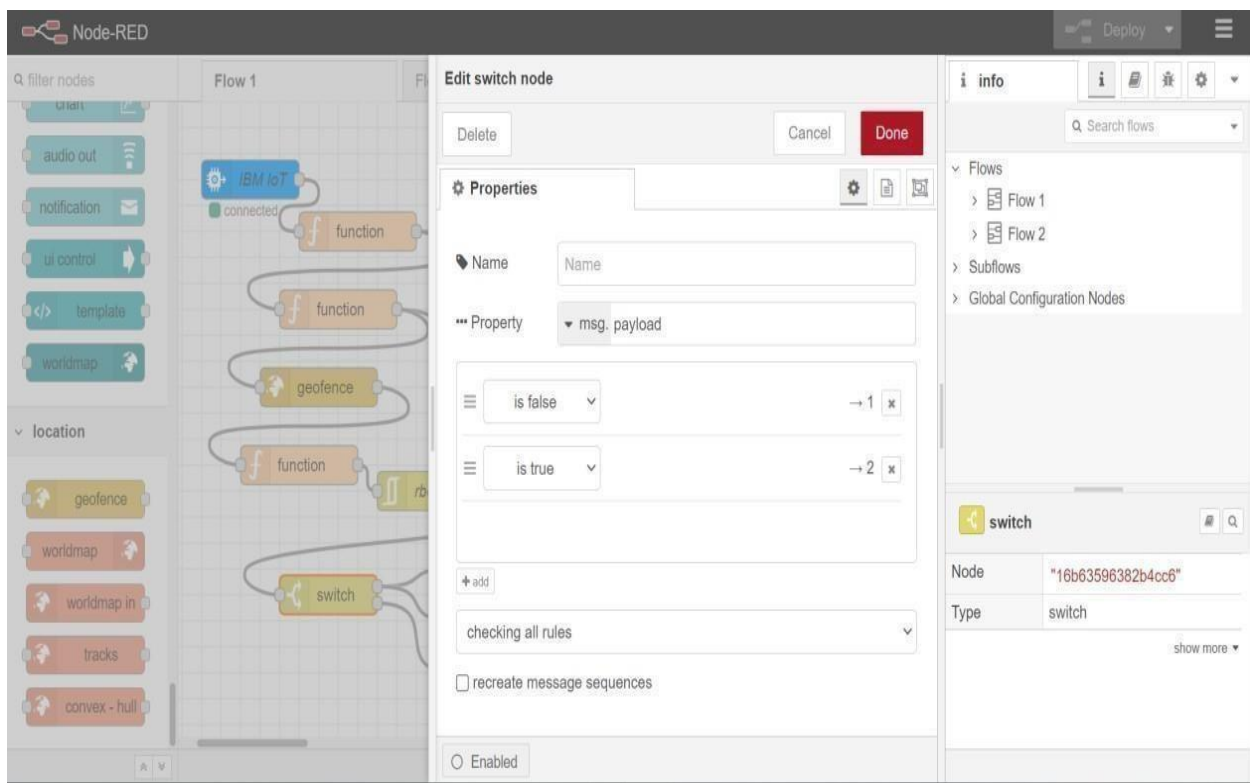 Node-RED
Deploy
filter nodes
chart
audio out
notification
ui control
template
worldmap
location
geofence
worldmap
worldmap in
tracks
convex - hull
Flow 1
Fl
IBM IoT
connected
function
function
geofence
function
rb
switch
Edit switch node
Delete
Cancel
Done
Properties
Name
Name
Property
msg. payload
is false
→ 1
is true
→ 2
add
checking all rules
recreate message sequences
Enabled
info
Search flows
Flows
Flow 1
Flow 2
Subflows
Global Configuration Nodes
switch
Node "16b63596382b4cc6"
Type switch
show more